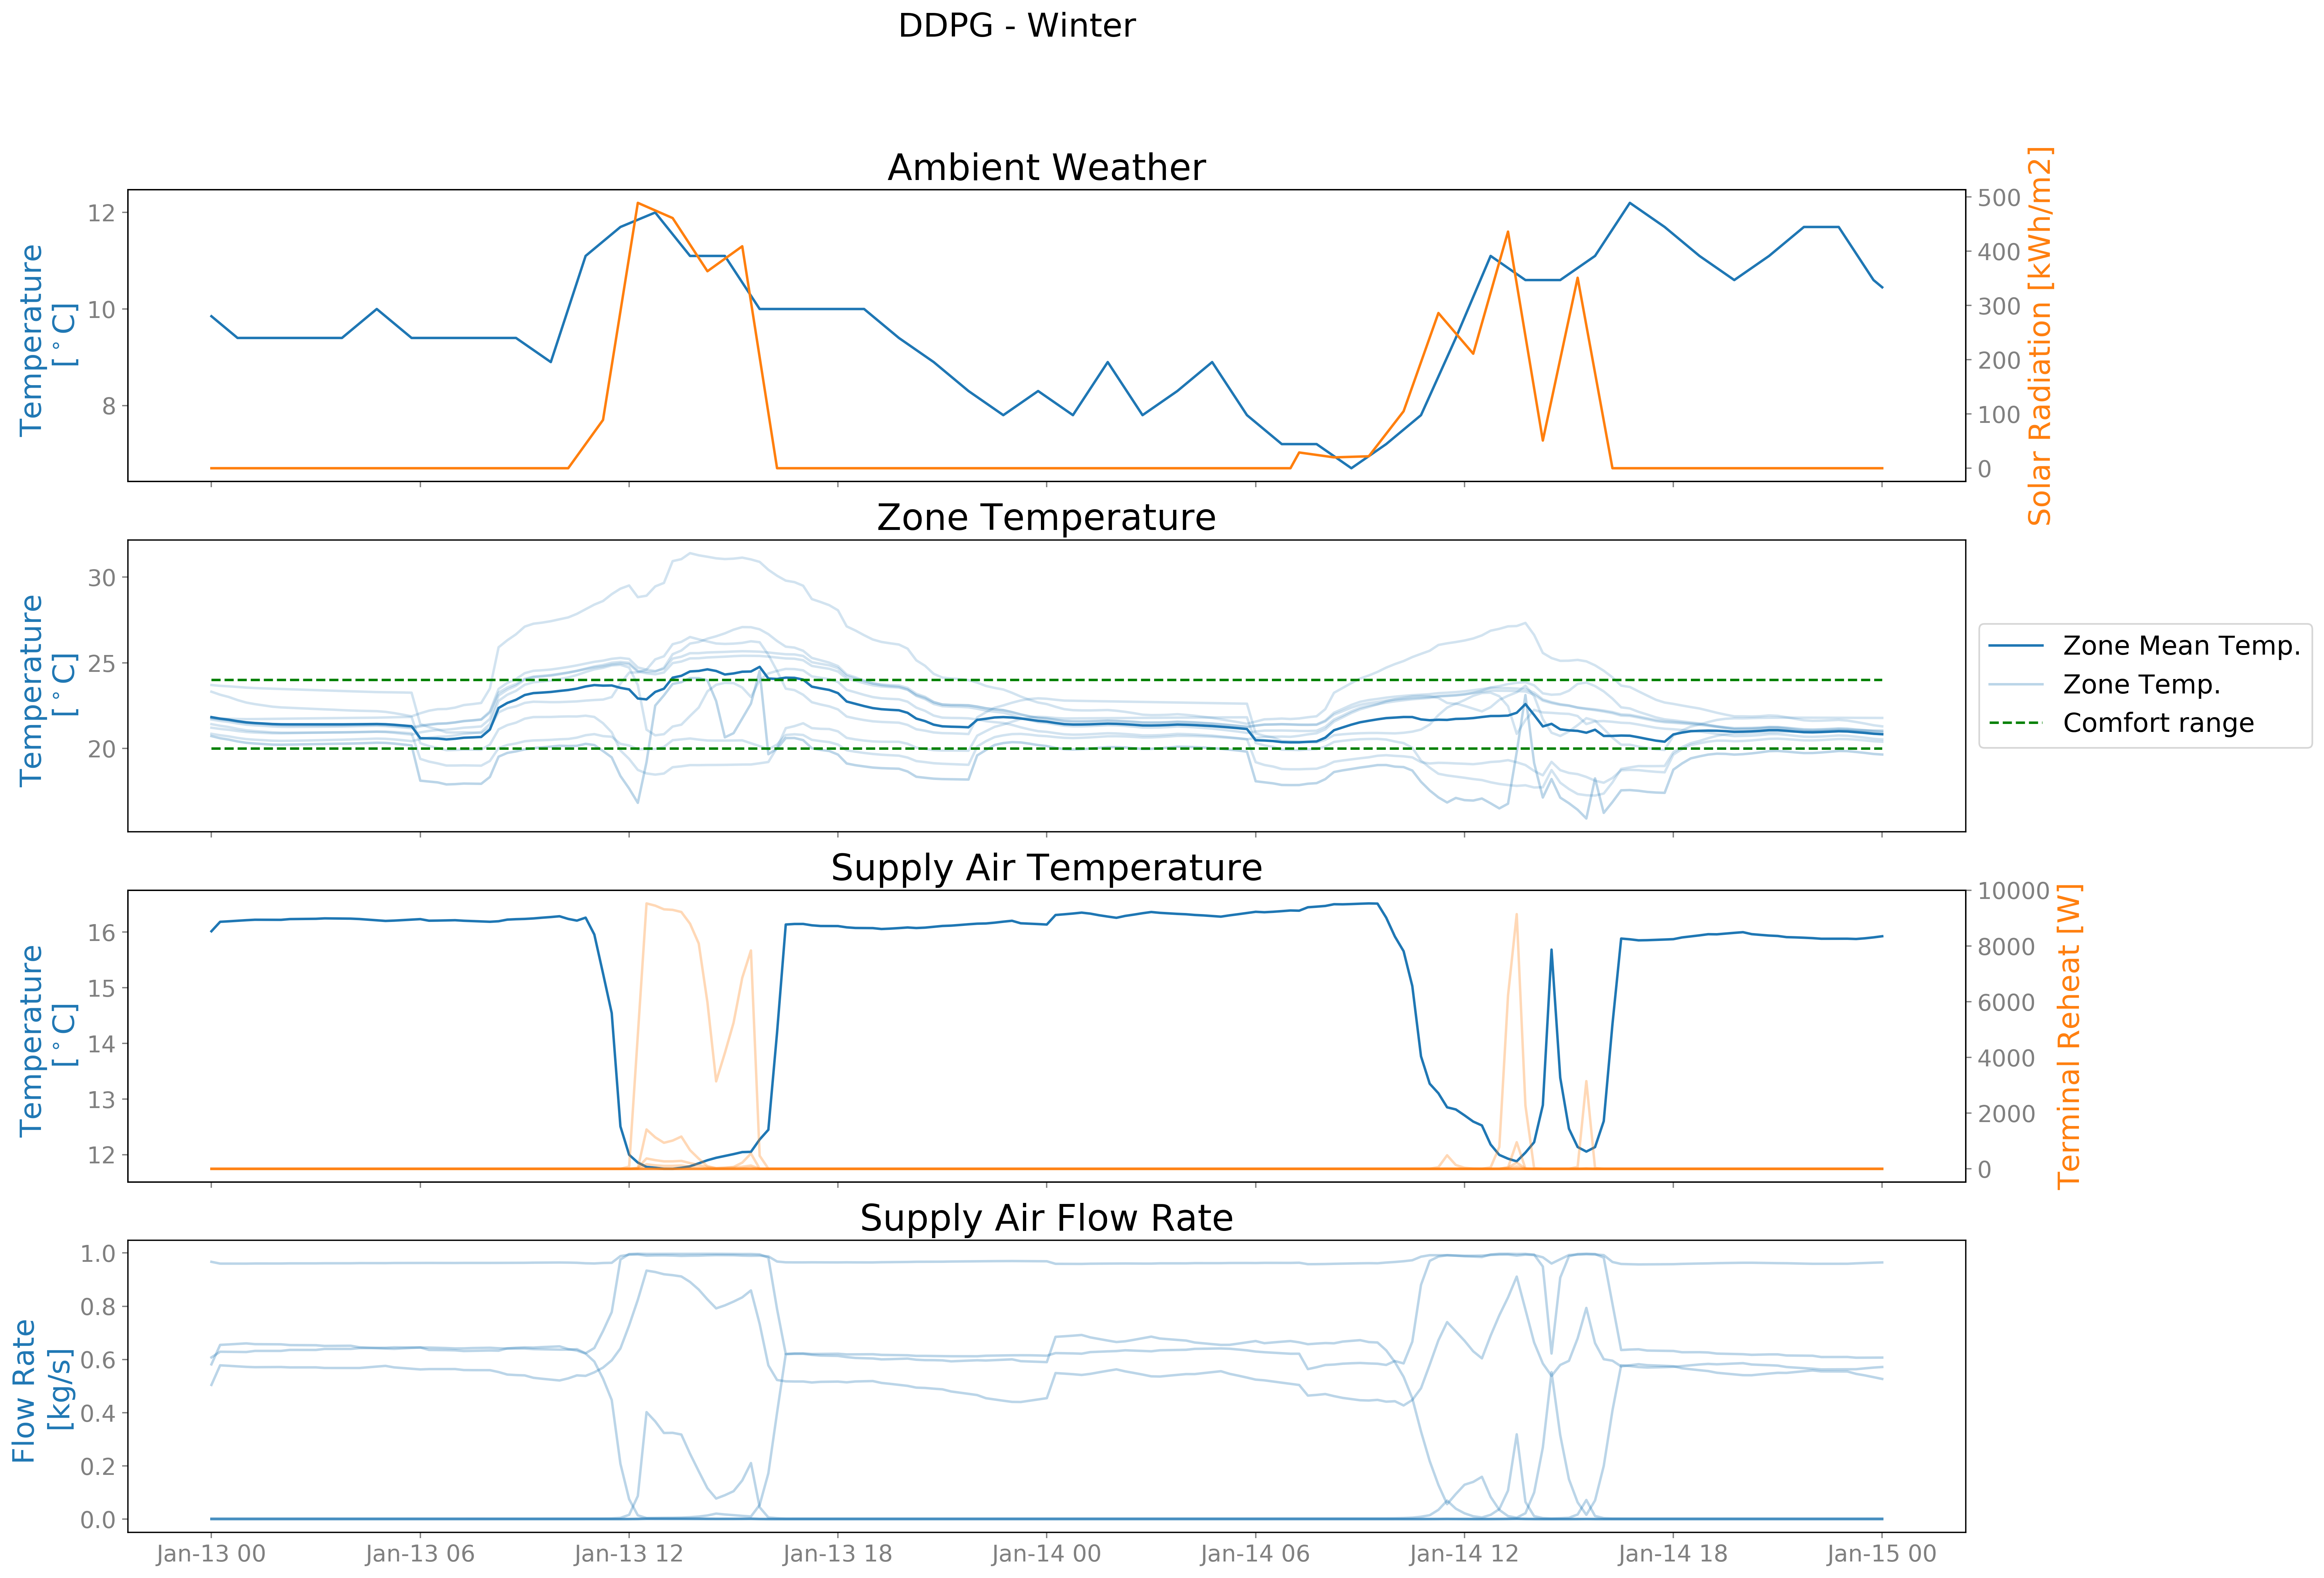 DDPG - Winter
Ambient Weather
Temperature
[°C]
12
10
8
500
400
300
200
100
0
Solar Radiation [kWh/m2]
Zone Temperature
Temperature
[°C]
30
25
20
Zone Mean Temp.
Zone Temp.
Comfort range
Supply Air Temperature
Temperature
[°C]
16
15
14
13
12
10000
8000
6000
4000
2000
0
Terminal Reheat [W]
Supply Air Flow Rate
Flow Rate
[kg/s]
1.0
0.8
0.6
0.4
0.2
0.0
Jan-13 00
Jan-13 06
Jan-13 12
Jan-13 18
Jan-14 00
Jan-14 06
Jan-14 12
Jan-14 18
Jan-15 00